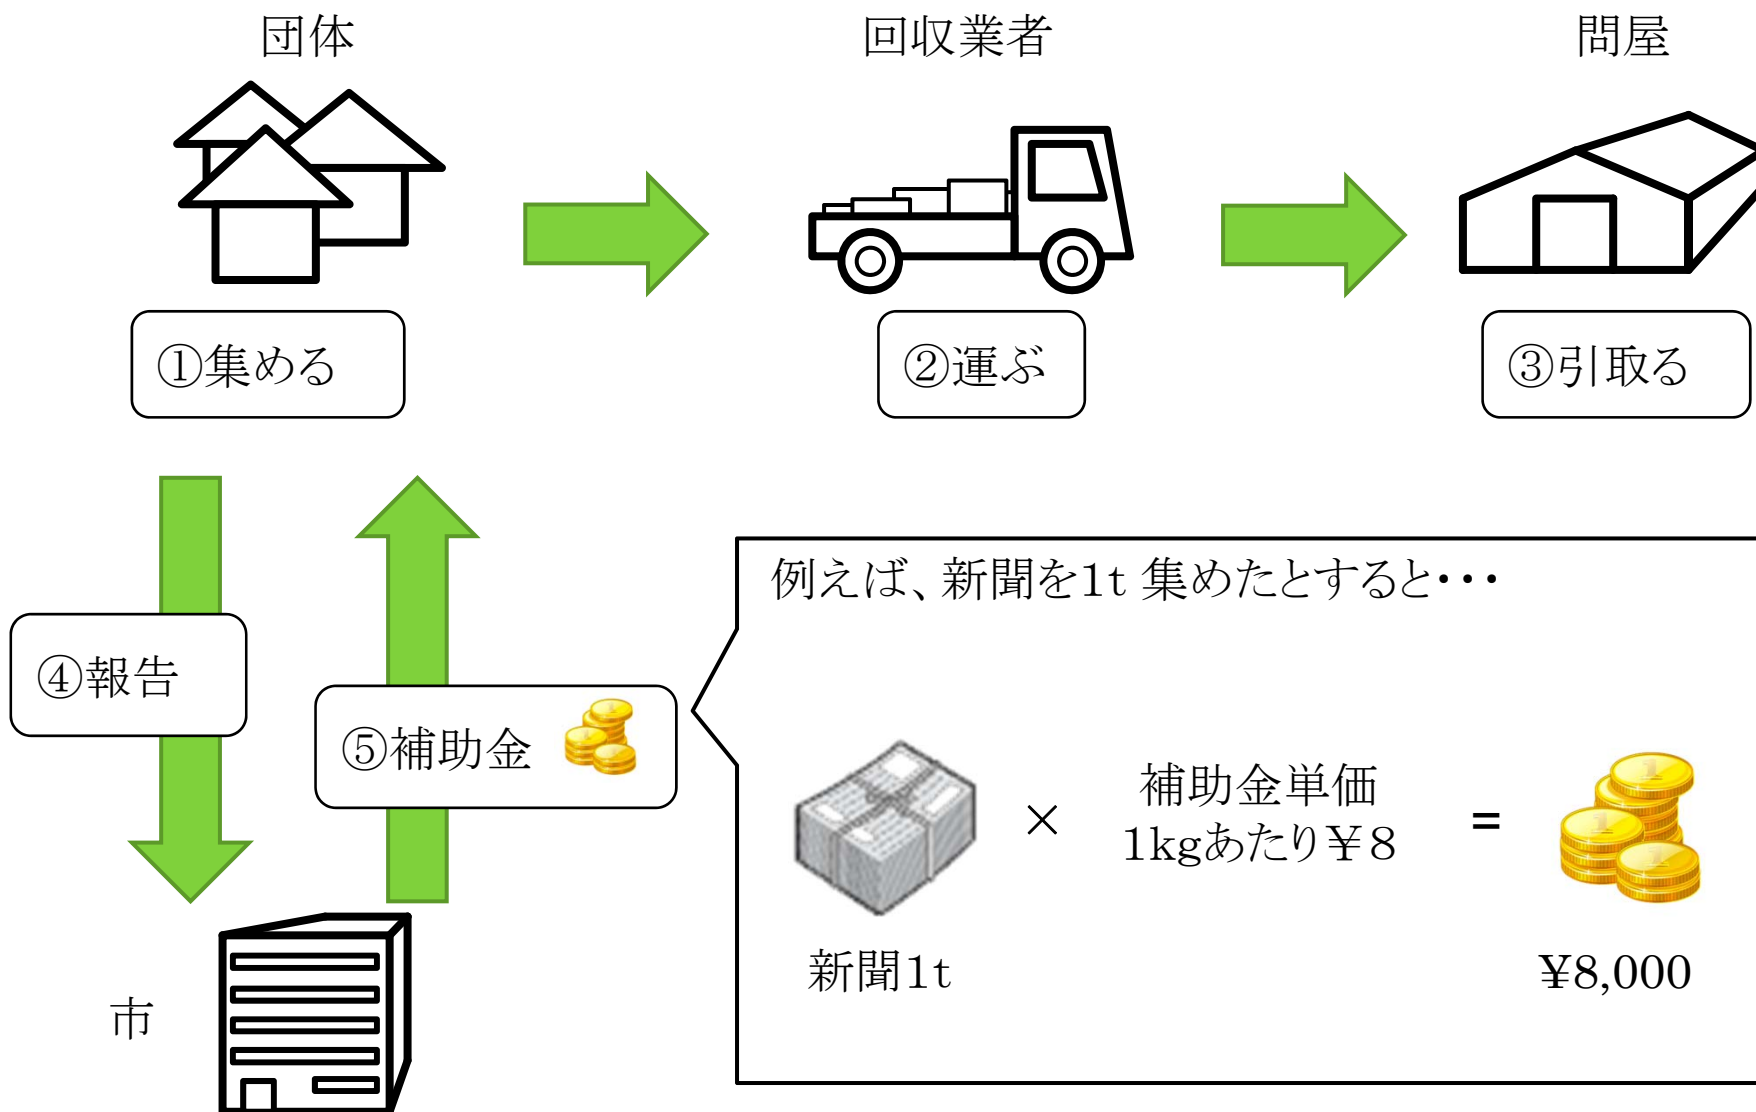 団体
回収業者
問屋
①集める
②運ぶ
③引取る
④報告
⑤補助金
市
例えば、新聞を1t 集めたとすると・・・
×
補助金単価
1kgあたり￥8
=
新聞1t
¥8,000